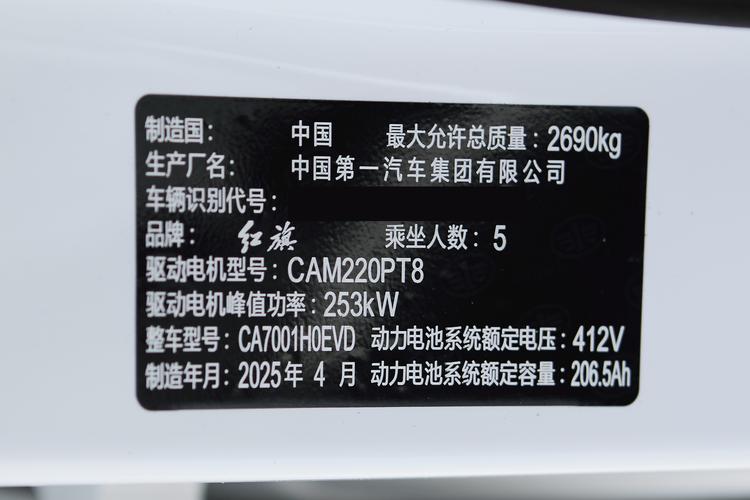 制造国： 中国 最大允许总质量：2690kg
生产厂名： 中国第一汽车集团有限公司
车辆识别代号：
品牌： 红旗 乘坐人数：5
驱动电机型号：CAM220PT8
驱动电机峰值功率：253kW
整车型号：CA7001H0EVD 动力电池系统额定电压：412V
制造年月：2025年 4 月 动力电池系统额定容量：206.5Ah